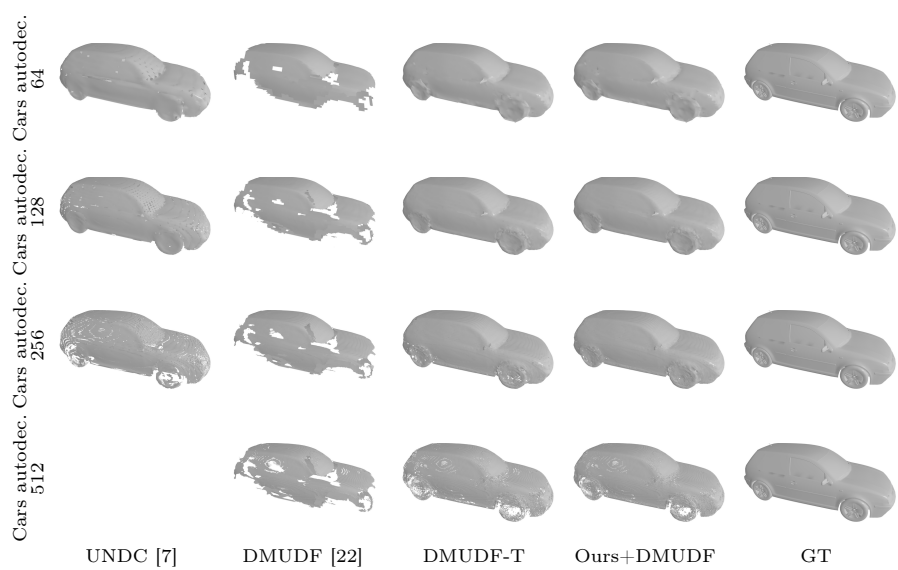 Cars autodec.
64
Cars autodec.
128
Cars autodec.
256
Cars autodec.
512
UNDC [7]
DMUDF [22]
DMUDF-T
Ours+DMUDF
GT